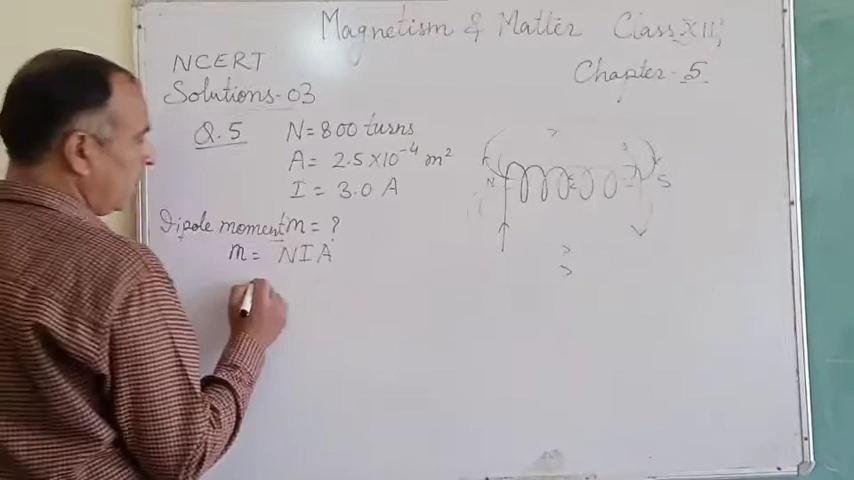 Magnetism & Matter Class XII,
NCERT
Chapter-5.
Solutions-03
Q.5 N=800 turns
A= 2.5×10⁻⁴ m²
I = 3.0 A
N S
Dipole moment m = ?
m = NIA